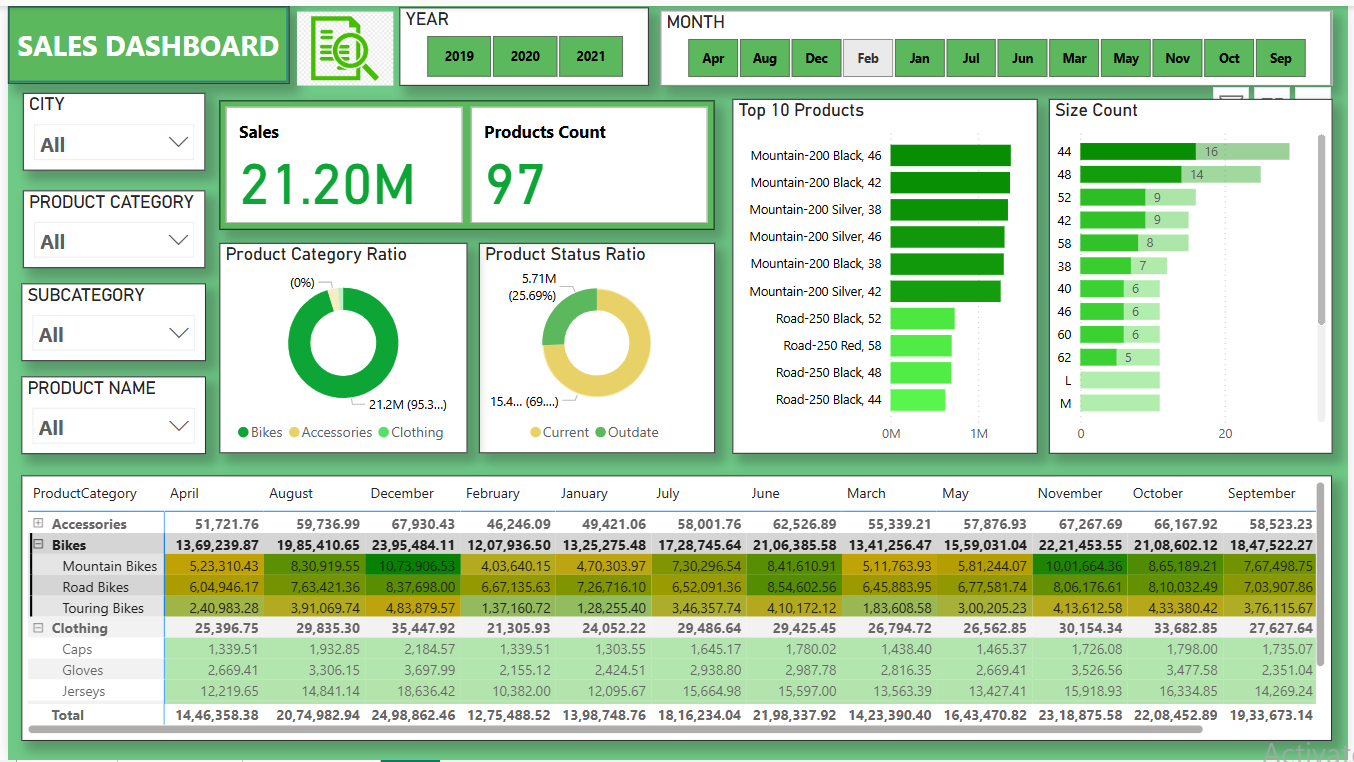 SALES DASHBOARD
YEAR
2019 2020 2021
MONTH
Apr Aug Dec Feb Jan Jul Jun Mar May Nov Oct Sep
CITY
All
PRODUCT CATEGORY
All
SUBCATEGORY
All
PRODUCT NAME
All
Sales
21.20M
Products Count
97
Product Category Ratio
(0%)
21.2M (95.3...)
Bikes Accessories Clothing
Product Status Ratio
5.71M
(25.69%)
15.4... (69....)
Current Outdate
Top 10 Products
Mountain-200 Black, 46
Mountain-200 Black, 42
Mountain-200 Silver, 38
Mountain-200 Silver, 46
Mountain-200 Black, 38
Mountain-200 Silver, 42
Road-250 Black, 52
Road-250 Red, 58
Road-250 Black, 48
Road-250 Black, 44
0M 1M
Size Count
44 16
48 14
52 9
42 9
58 8
38 7
40 6
46 6
60 6
62 5
L
M
0 20
ProductCategory April August December February January July June March May November October September
Accessories 51,721.76 59,736.99 67,930.43 46,246.09 49,421.06 58,001.76 62,526.89 55,339.21 57,876.93 67,267.69 66,167.92 58,523.23
Bikes 13,69,239.87 19,85,410.65 23,95,484.11 12,07,936.50 13,25,275.48 17,28,745.64 21,06,385.58 13,41,256.47 15,59,031.04 22,21,453.55 21,08,602.12 18,47,522.27
Mountain Bikes 5,23,310.43 8,30,919.55 10,73,906.53 4,03,640.15 4,70,303.97 7,30,296.54 8,41,610.91 5,11,763.93 5,81,244.07 10,01,664.36 8,65,189.21 7,67,498.75
Road Bikes 6,04,946.17 7,63,421.36 8,37,698.00 6,67,135.63 7,26,716.10 6,52,091.36 8,54,602.56 6,45,883.95 6,77,581.74 8,06,176.61 8,10,032.49 7,03,907.86
Touring Bikes 2,40,983.28 3,91,069.74 4,83,879.57 1,37,160.72 1,28,255.40 3,46,357.74 4,10,172.12 1,83,608.58 3,00,205.23 4,13,612.58 4,33,380.42 3,76,115.67
Clothing 25,396.75 29,835.30 35,447.92 21,305.93 24,052.22 29,486.64 29,425.45 26,794.72 26,562.85 30,154.34 33,682.85 27,627.64
Caps 1,339.51 1,932.85 2,184.57 1,339.51 1,303.55 1,645.17 1,780.02 1,438.40 1,465.37 1,726.08 1,798.00 1,735.07
Gloves 2,669.41 3,306.15 3,697.99 2,155.12 2,424.51 2,938.80 2,987.78 2,816.35 2,669.41 3,526.56 3,477.58 2,351.04
Jerseys 12,219.65 14,841.14 18,636.42 10,382.00 12,095.67 15,664.98 15,597.00 13,563.39 13,427.41 15,918.93 16,334.85 14,269.24
Total 14,46,358.38 20,74,982.94 24,98,862.46 12,75,488.52 13,98,748.76 18,16,234.04 21,98,337.92 14,23,390.40 16,43,470.82 23,18,875.58 22,08,452.89 19,33,673.14